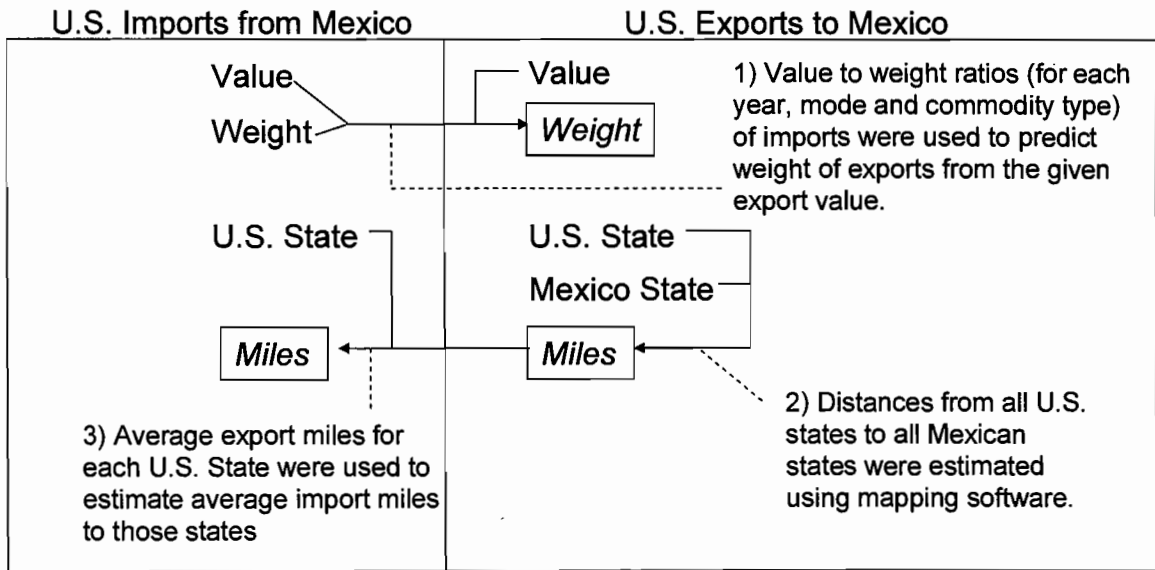 U.S. Imports from Mexico
U.S. Exports to Mexico
Value
Weight
Value
Weight
1) Value to weight ratios (for each
year, mode and commodity type)
of imports were used to predict
weight of exports from the given
export value.
U.S. State
U.S. State
Mexico State
Miles
Miles
3) Average export miles for
each U.S. State were used to
estimate average import miles
to those states
2) Distances from all U.S.
states to all Mexican
states were estimated
using mapping software.